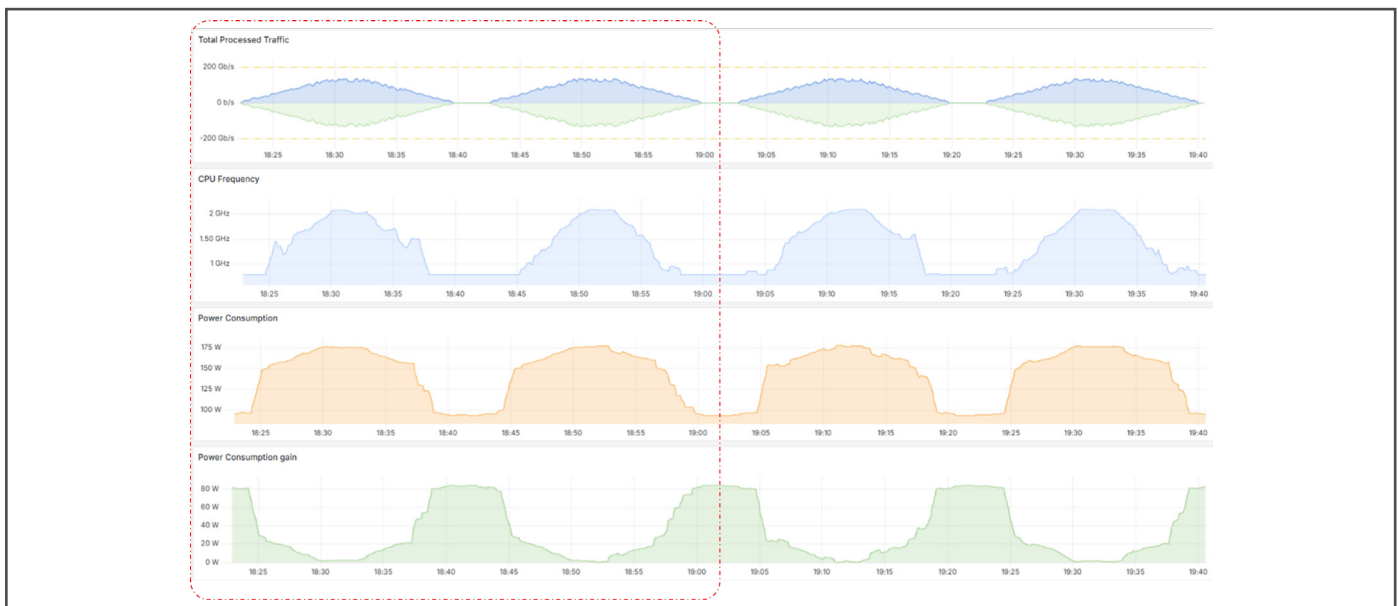 Total Processed Traffic
200 Gb/s
0 b/s
-200 Gb/s
18:25 18:30 18:35 18:40 18:45 18:50 18:55 19:00 19:05 19:10 19:15 19:20 19:25 19:30 19:35 19:40
CPU Frequency
2 GHz
1.50 GHz
1 GHz
18:25 18:30 18:35 18:40 18:45 18:50 18:55 19:00 19:05 19:10 19:15 19:20 19:25 19:30 19:35 19:40
Power Consumption
175 W
150 W
125 W
100 W
18:25 18:30 18:35 18:40 18:45 18:50 18:55 19:00 19:05 19:10 19:15 19:20 19:25 19:30 19:35 19:40
Power Consumption gain
80 W
60 W
40 W
20 W
0 W
18:25 18:30 18:35 18:40 18:45 18:50 18:55 19:00 19:05 19:10 19:15 19:20 19:25 19:30 19:35 19:40